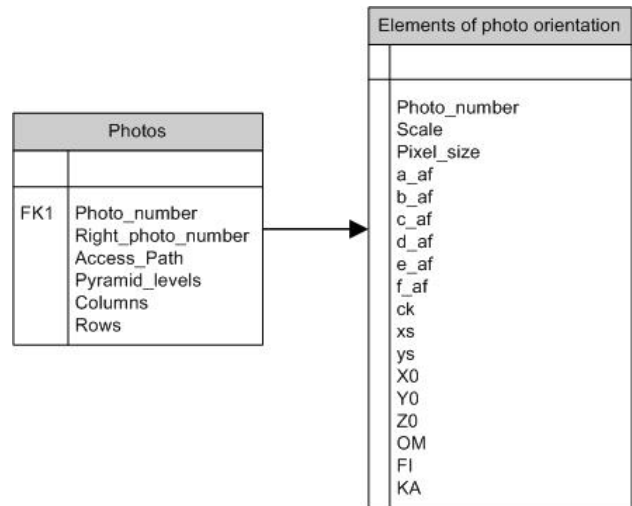 Photos
FK1 Photo_number
Right_photo_number
Access_Path
Pyramid_levels
Columns
Rows
Elements of photo orientation
Photo_number
Scale
Pixel_size
a_af
b_af
c_af
d_af
e_af
f_af
ck
xs
ys
X0
Y0
Z0
OM
FI
KA